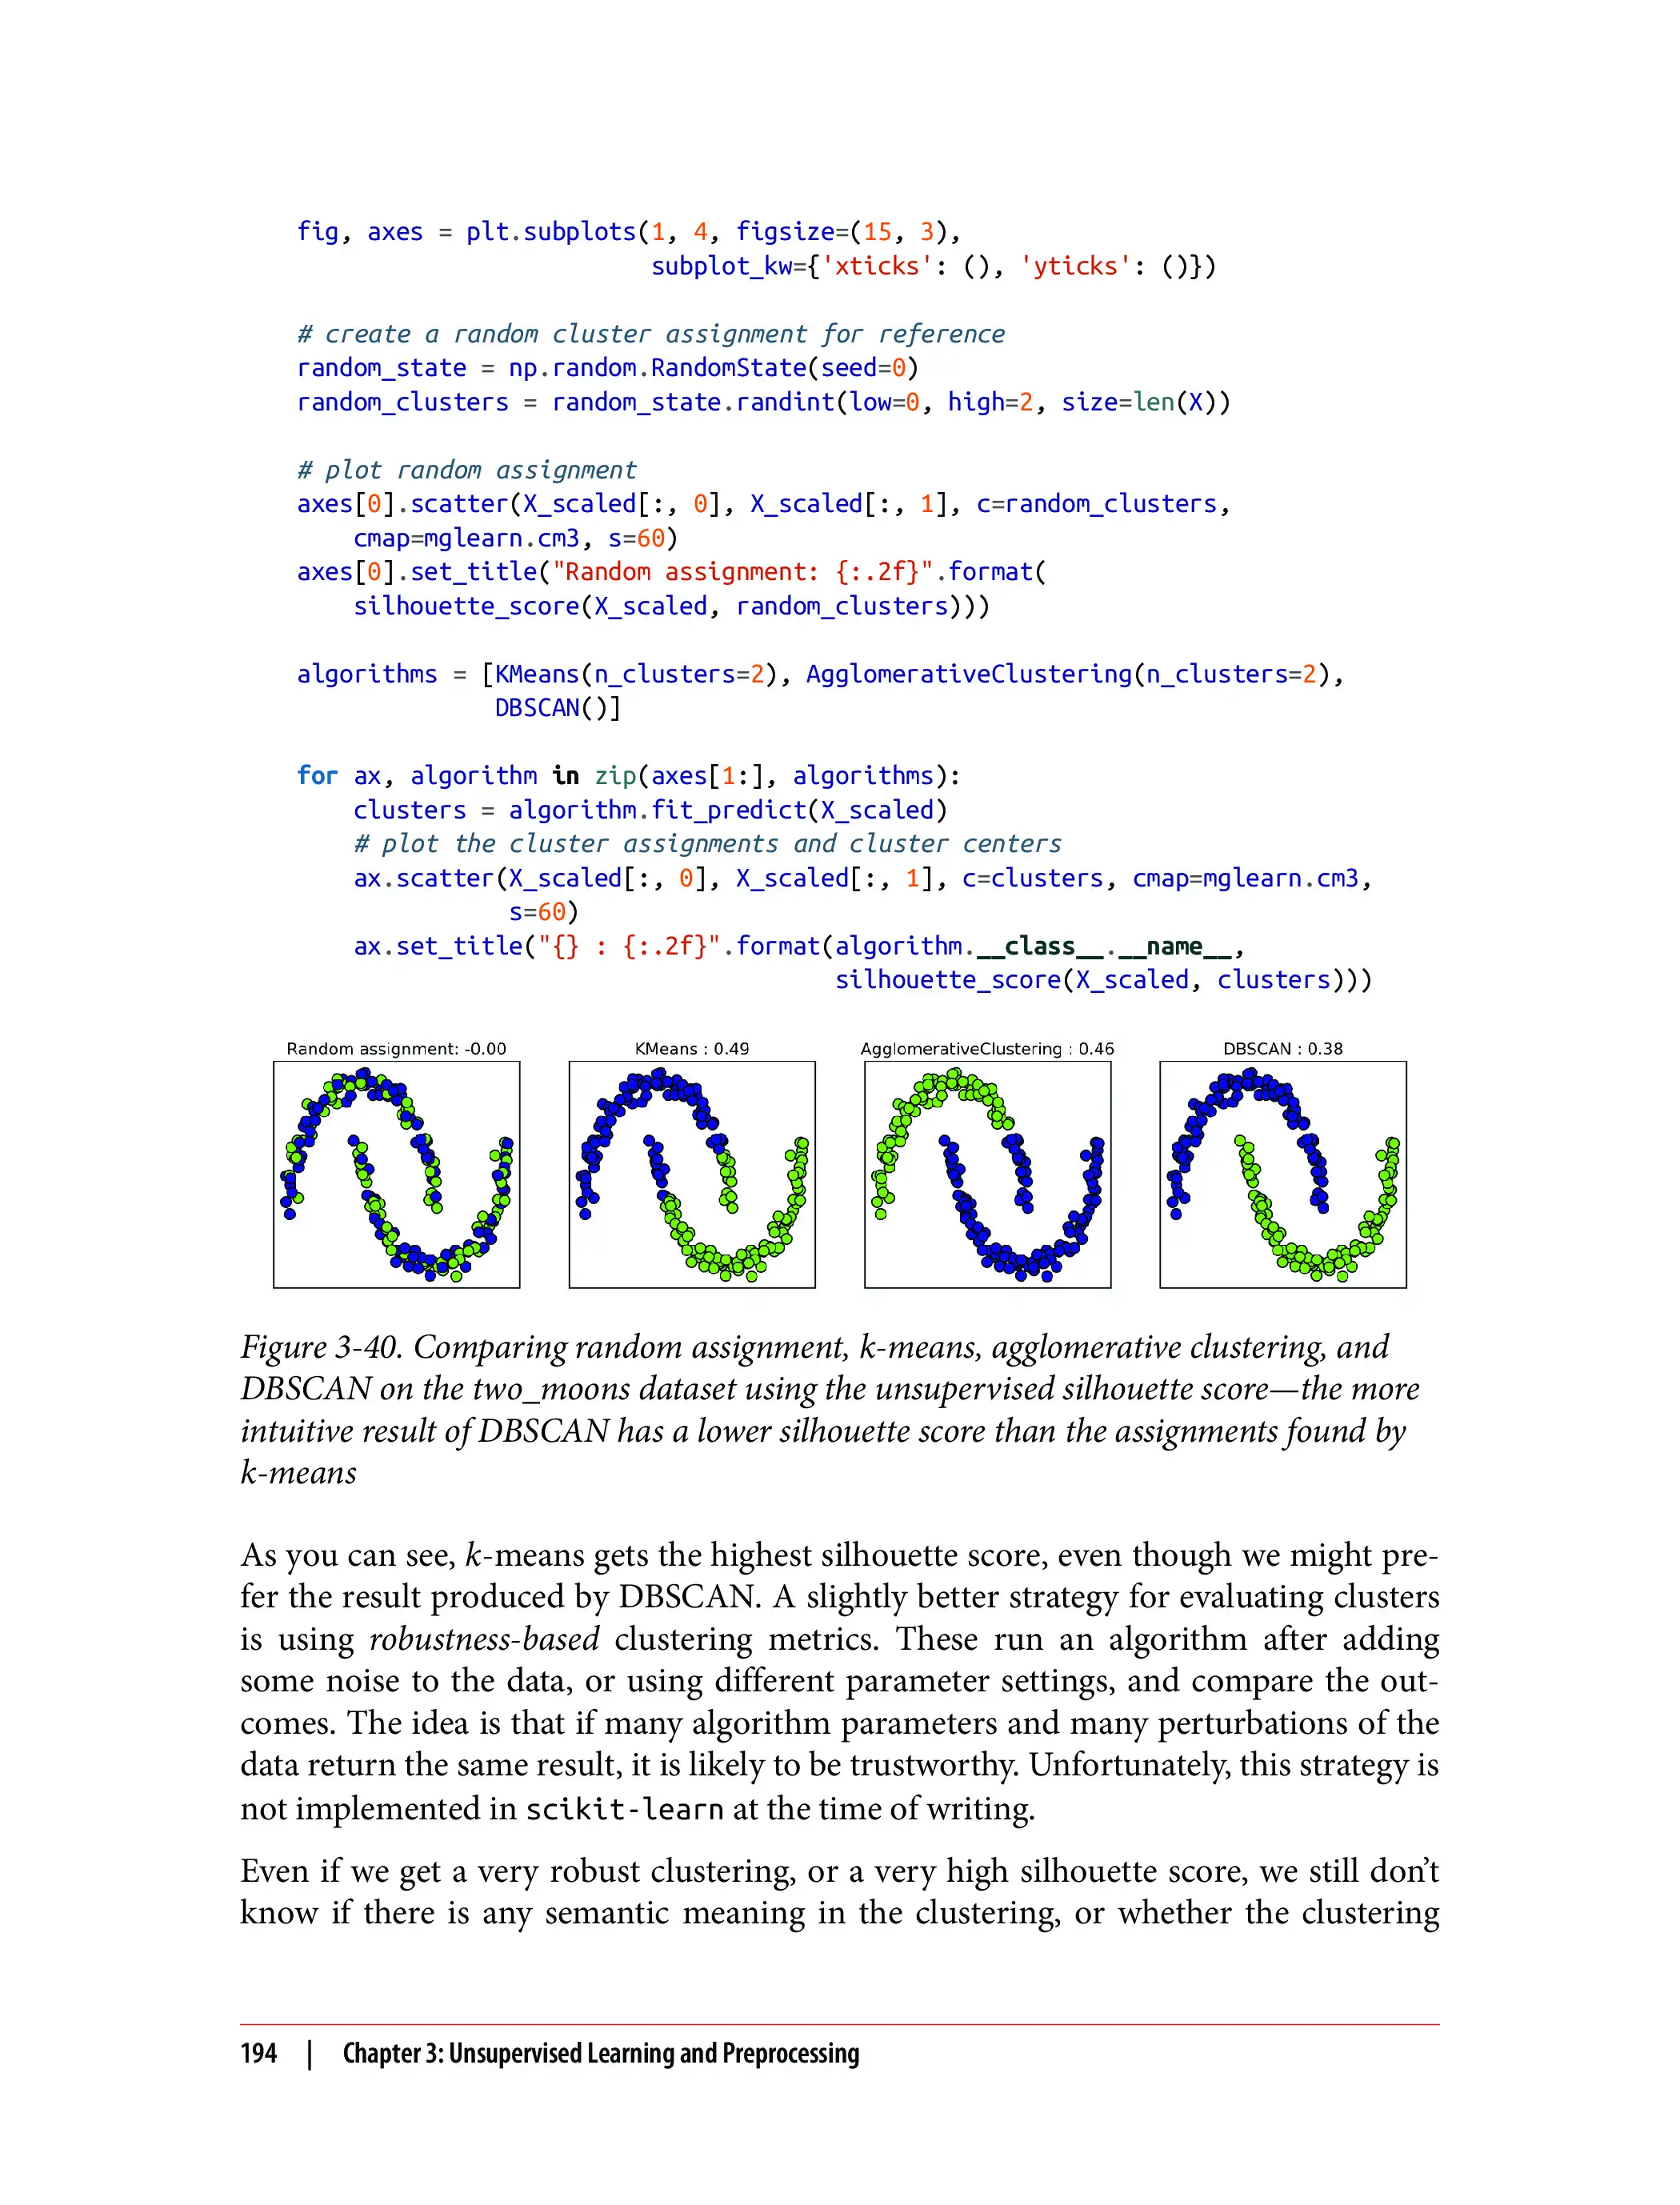 fig, axes = plt.subplots(1, 4, figsize=(15, 3),
                         subplot_kw={'xticks': (), 'yticks': ()})
# create a random cluster assignment for reference
random_state = np.random.RandomState(seed=0)
random_clusters = random_state.randint(low=0, high=2, size=len(X))
# plot random assignment
axes[0].scatter(X_scaled[:, 0], X_scaled[:, 1], c=random_clusters,
    cmap=mglearn.cm3, s=60)
axes[0].set_title("Random assignment: {:.2f}".format(
    silhouette_score(X_scaled, random_clusters)))
algorithms = [KMeans(n_clusters=2), AgglomerativeClustering(n_clusters=2),
              DBSCAN()]
for ax, algorithm in zip(axes[1:], algorithms):
    clusters = algorithm.fit_predict(X_scaled)
    # plot the cluster assignments and cluster centers
    ax.scatter(X_scaled[:, 0], X_scaled[:, 1], c=clusters, cmap=mglearn.cm3,
               s=60)
    ax.set_title("{} : {:.2f}".format(algorithm.__class__.__name__,
                                      silhouette_score(X_scaled, clusters)))
Random assignment: -0.00 KMeans : 0.49 AgglomerativeClustering : 0.46 DBSCAN : 0.38
Figure 3-40. Comparing random assignment, k-means, agglomerative clustering, and
DBSCAN on the two_moons dataset using the unsupervised silhouette score—the more
intuitive result of DBSCAN has a lower silhouette score than the assignments found by
k-means
As you can see, k-means gets the highest silhouette score, even though we might pre-
fer the result produced by DBSCAN. A slightly better strategy for evaluating clusters
is using robustness-based clustering metrics. These run an algorithm after adding
some noise to the data, or using different parameter settings, and compare the out-
comes. The idea is that if many algorithm parameters and many perturbations of the
data return the same result, it is likely to be trustworthy. Unfortunately, this strategy is
not implemented in scikit-learn at the time of writing.
Even if we get a very robust clustering, or a very high silhouette score, we still don’t
know if there is any semantic meaning in the clustering, or whether the clustering
194 | Chapter 3: Unsupervised Learning and Preprocessing